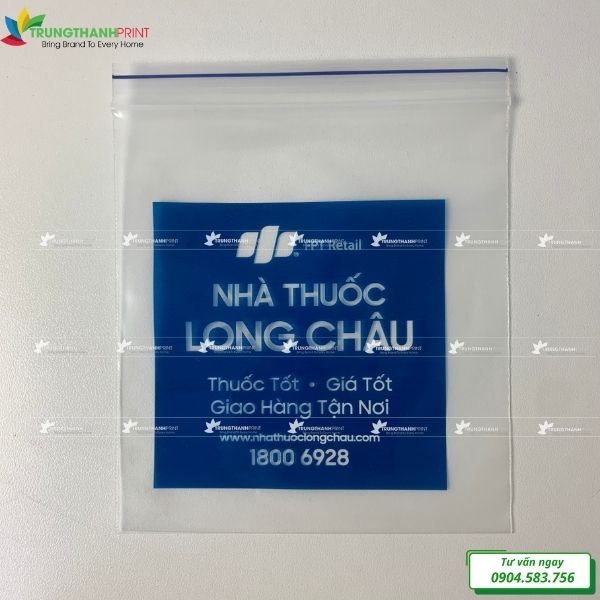 TRUNGTHANHPRINT
Bring Brand To Every Home
FPT Retail
NHÀ THUỐC
LONG CHÂU
Thuốc Tốt • Giá Tốt
Giao Hàng Tận Nơi
www.nhathuoclongchau.com
1800 6928
Tư vấn ngay
0904.583.756